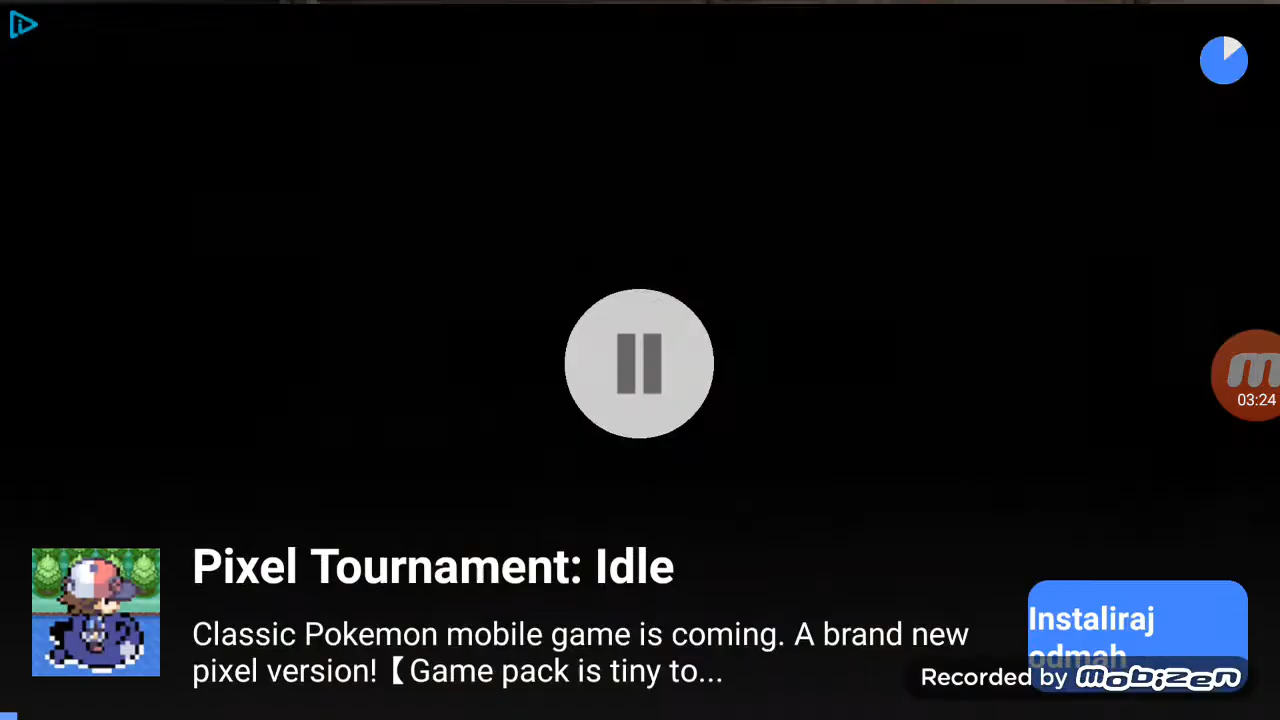 03:24
Pixel Tournament: Idle
Classic Pokemon mobile game is coming. A brand new
pixel version!【Game pack is tiny to...
Instaliraj
odmah
Recorded by mobizen